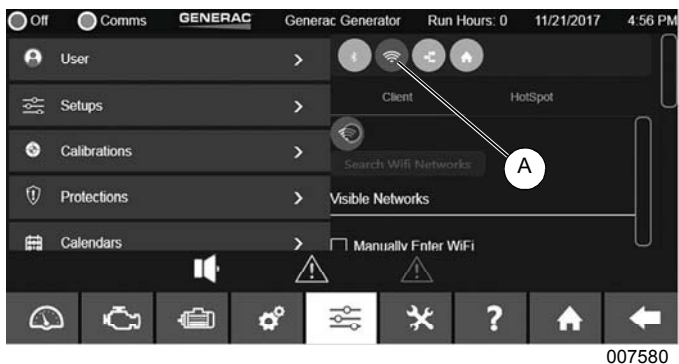 Off Comms GENERAC Generac Generator Run Hours: 0 11/21/2017 4:56 PM
User >
Setups >
Calibrations >
Protections >
Calendars >
Client HotSpot
Search Wifi Networks
A
Visible Networks
Manually Enter WiFi
?
007580